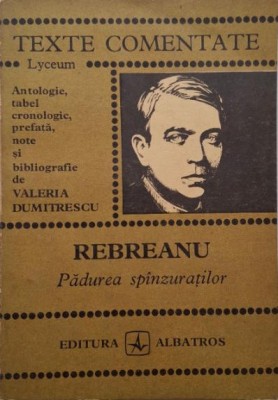 TEXTE COMENTATE
Lyceum
Antologie,
tabel
cronologic,
prefață,
note
și
bibliografie
de
VALERIA
DUMITRESCU
REBREANU
Pădurea spînzuraților
EDITURA ALBATROS